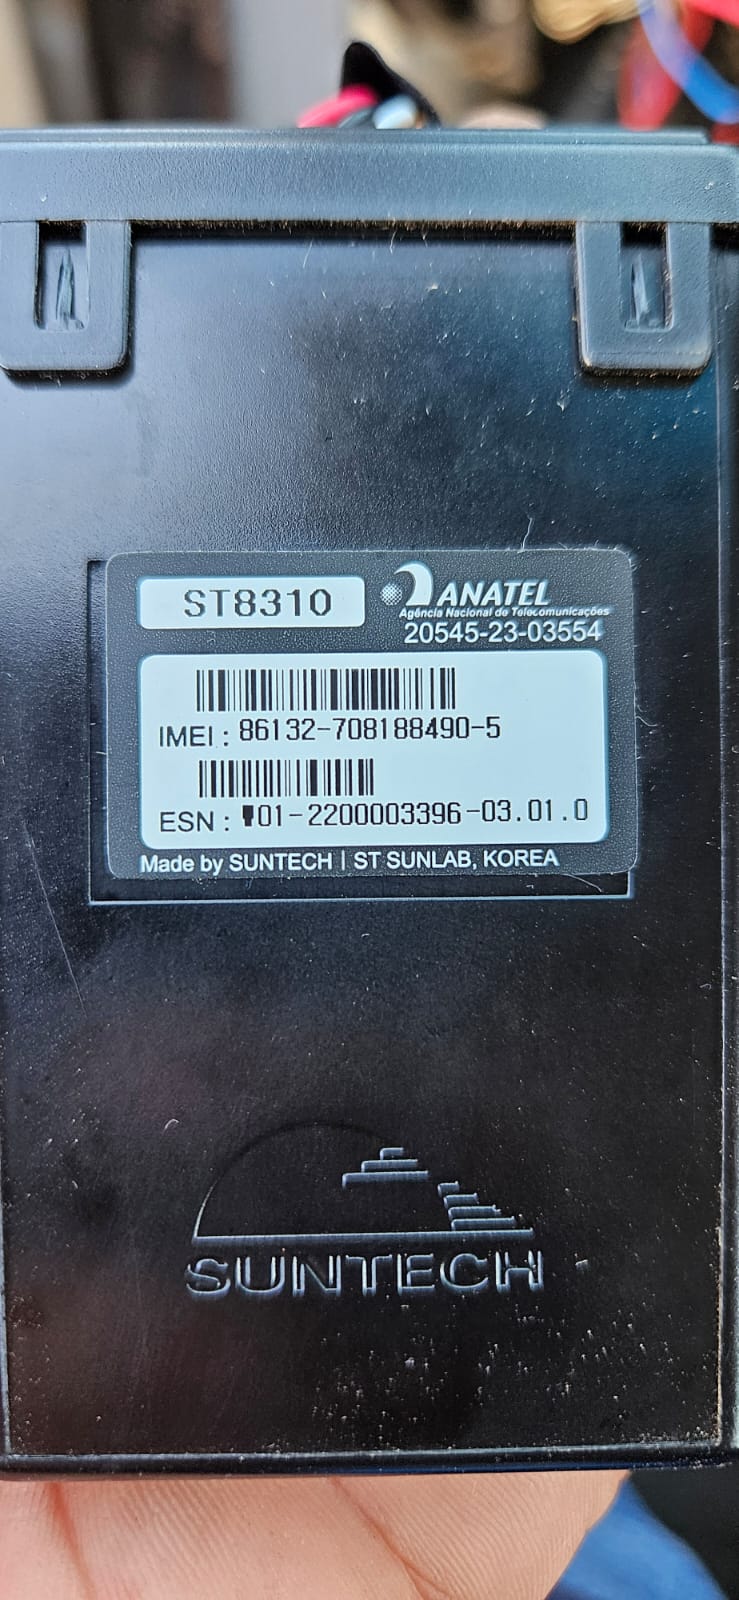 ST8310
ANATEL
Agência Nacional de Telecomunicações
20545-23-03554
IMEI : 86132-708188490-5
ESN : 01-2200003396-03.01.0
Made by SUNTECH | ST SUNLAB, KOREA
SUNTECH